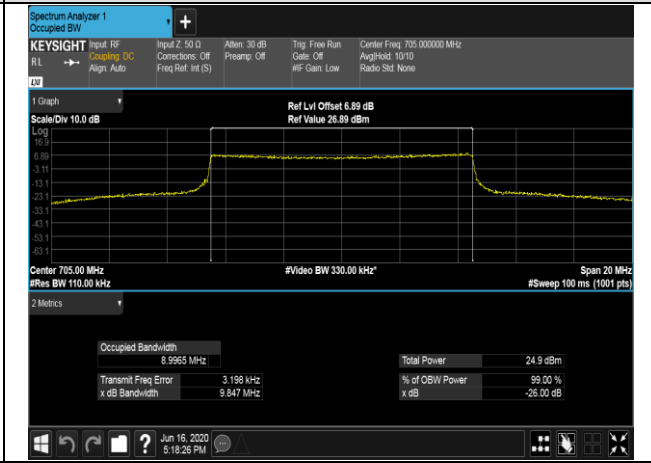 Spectrum Analyzer 1
Occupied BW
+
KEYSIGHT Input: RF Input Z: 50 Ω Atten: 30 dB Trig: Free Run Center Freq: 705.000000 MHz
RL Coupling: DC Corrections: Off Preamp: Off Gate: Off Avg|Hold: 10/10
Align: Auto Freq Ref: Int (S) #IF Gain: Low Radio Std: None
LXI
1 Graph
Ref Lvl Offset 6.89 dB
Scale/Div 10.0 dB Ref Value 26.89 dBm
Log
16.9
6.89
-3.11
-13.1
-23.1
-33.1
-43.1
-53.1
-63.1
Center 705.00 MHz #Video BW 330.00 kHz* Span 20 MHz
#Res BW 110.00 kHz #Sweep 100 ms (1001 pts)
2 Metrics
Occupied Bandwidth
8.9965 MHz Total Power 24.9 dBm
Transmit Freq Error 3.198 kHz % of OBW Power 99.00 %
x dB Bandwidth 9.847 MHz x dB -26.00 dB
? Jun 16, 2020
5:18:26 PM